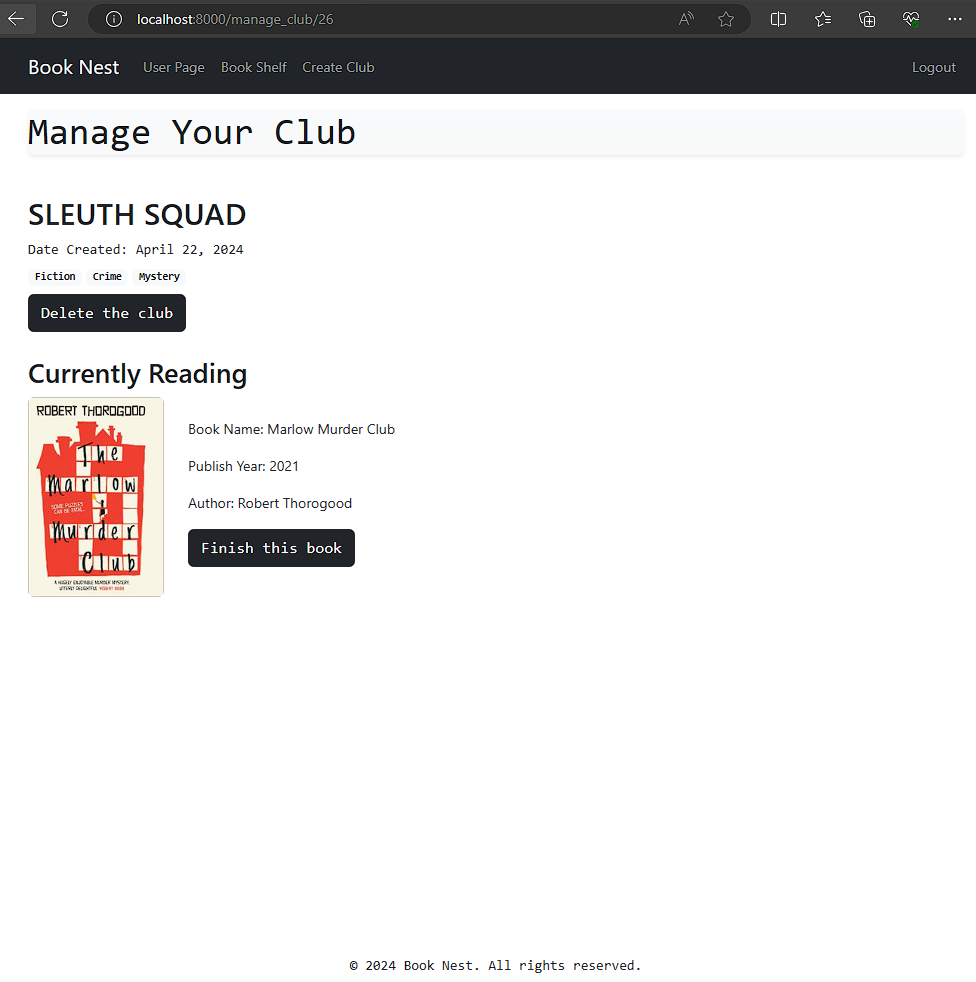 localhost:8000/manage_club/26
Book Nest User Page Book Shelf Create Club Logout
Manage Your Club
SLEUTH SQUAD
Date Created: April 22, 2024
Fiction Crime Mystery
Delete the club
Currently Reading
ROBERT THOROGOOD
The
Marlow
SOME PUZZLES
CAN BE FATAL...
Murder
Club
A HUGELY ENJOYABLE MURDER MYSTERY
UTTERLY DELIGHTFUL ROBERT WEBB
Book Name: Marlow Murder Club
Publish Year: 2021
Author: Robert Thorogood
Finish this book
© 2024 Book Nest. All rights reserved.